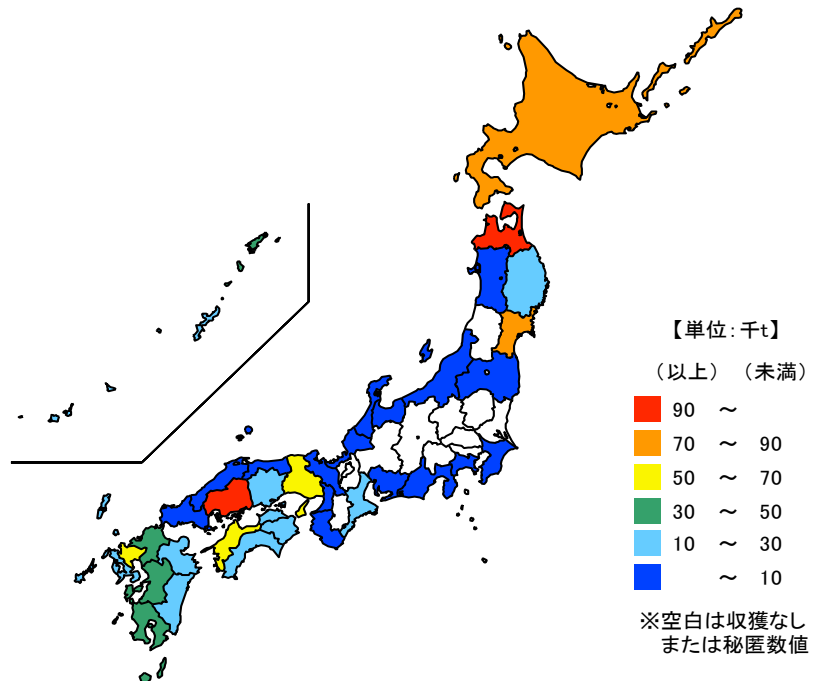 【単位：千t】
（以上）　（未満）
90　～
70　～　90
50　～　70
30　～　50
10　～　30
～　10
※空白は収獲なし
または秘匿数値